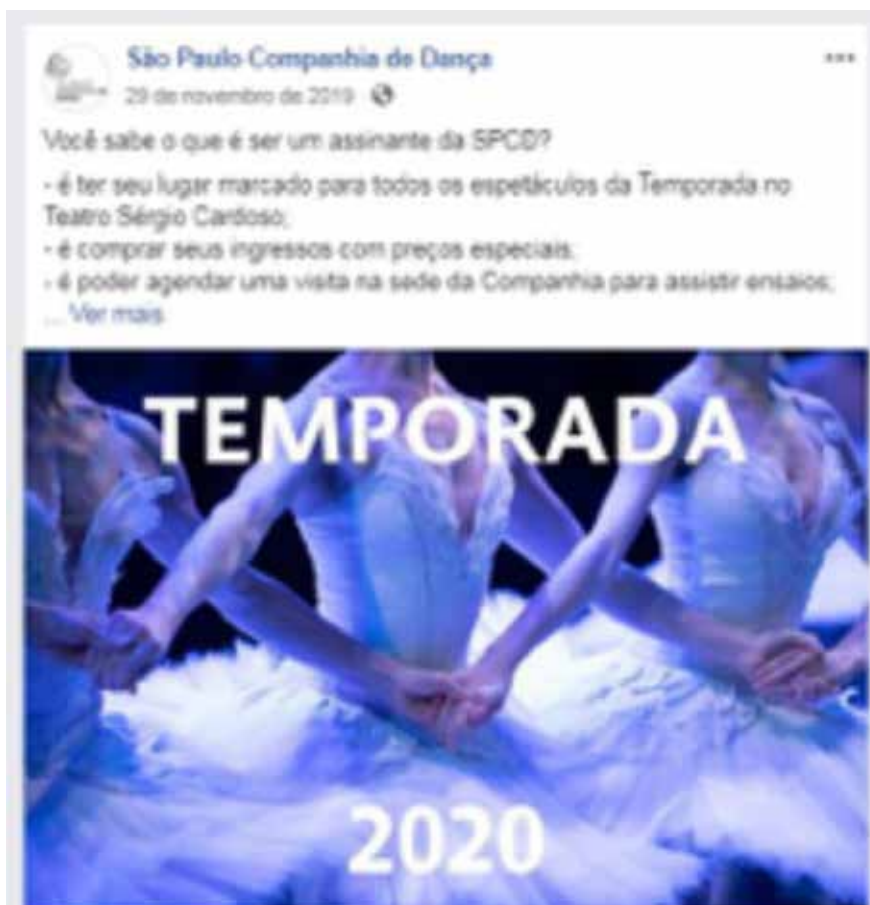 São Paulo Companhia de Dança
29 de novembro de 2019
Você sabe o que é ser um assinante da SPCD?
- é ter seu lugar marcado para todos os espetáculos da Temporada no
Teatro Sérgio Cardoso;
- é comprar seus ingressos com preços especiais;
- é poder agendar uma visita na sede da Companhia para assistir ensaios;
... Ver mais
TEMPORADA
2020